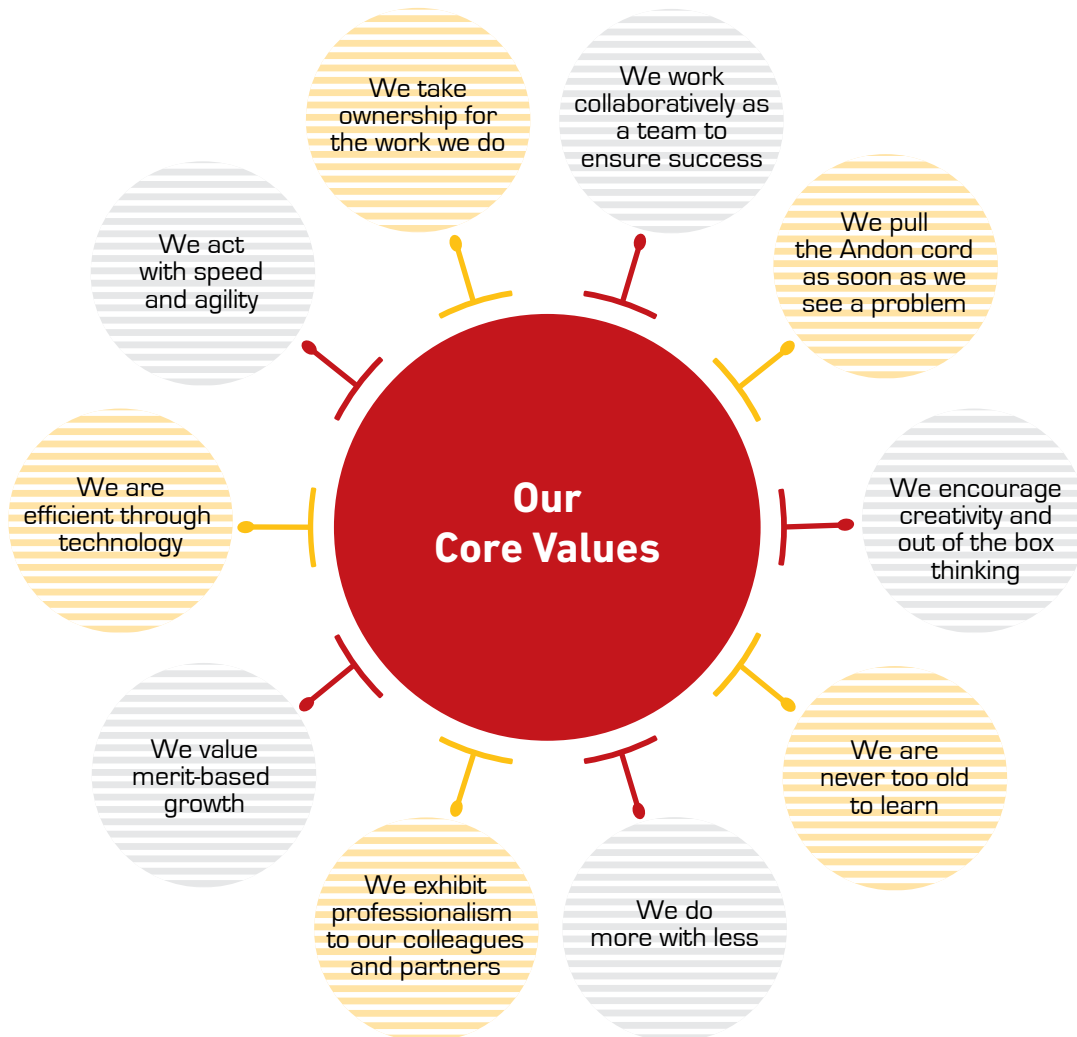 Our
Core Values
We work
collaboratively as
a team to
ensure success
We pull
the Andon cord
as soon as we
see a problem
We encourage
creativity and
out of the box
thinking
We are
never too old
to learn
We do
more with less
We exhibit
professionalism
to our colleagues
and partners
We value
merit-based
growth
We are
efficient through
technology
We act
with speed
and agility
We take
ownership for
the work we do